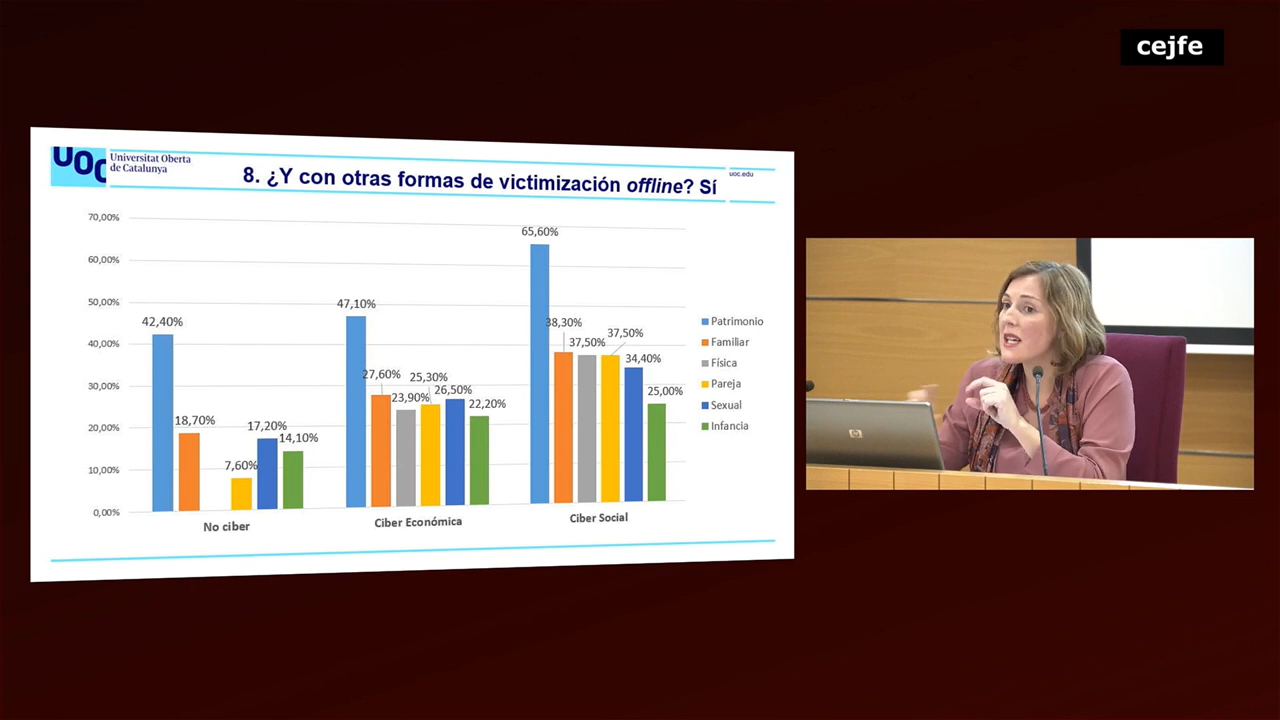 cejfe
UOC
Universitat Oberta
de Catalunya
8. ¿Y con otras formas de victimización offline? Sí
uoc.edu
70,00%
60,00%
50,00%
40,00%
30,00%
20,00%
10,00%
0,00%
42,40%
18,70%
7,60%
17,20%
14,10%
47,10%
27,60%
23,90%
25,30%
26,50%
22,20%
65,60%
38,30%
37,50%
37,50%
34,40%
25,00%
No ciber
Ciber Económica
Ciber Social
Patrimonio
Familiar
Física
Pareja
Sexual
Infancia
hp